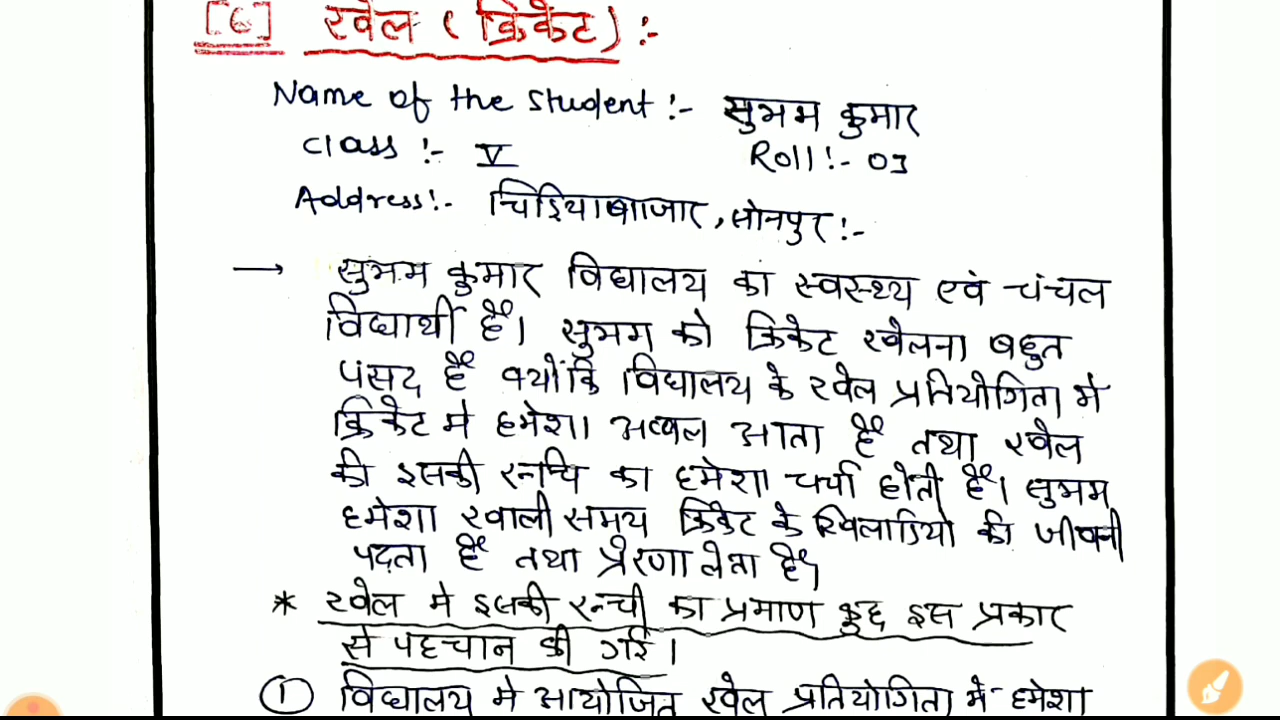 [6] खेल (क्रिकेट) :-
Name of the student :- सुभम कुमार
Class :- V Roll :- 03
Address :- चिड़ियाबाजार, सोनपुर :-
→ सुभम कुमार विद्यालय का स्वस्थ्य एवं चंचल
विद्यार्थी है। सुभम को क्रिकेट खेलना बहुत
पंसद है क्योंकि विद्यालय के खेल प्रतियोगिता मे
क्रिकेट मे हमेशा अव्वल आता है तथा खेल
की इसकी रूचि का हमेशा चर्चा होती है। सुभम
हमेशा खाली समय क्रिकेट के खिलाडियो की जीवनी
पढ़ता है तथा प्रेरणा लेता है।
* खेल मे इसकी रूची का प्रमाण कुछ इस प्रकार
से पहचान की गई।
① विद्यालय मे आयोजित खेल प्रतियोगिता मे हमेशा